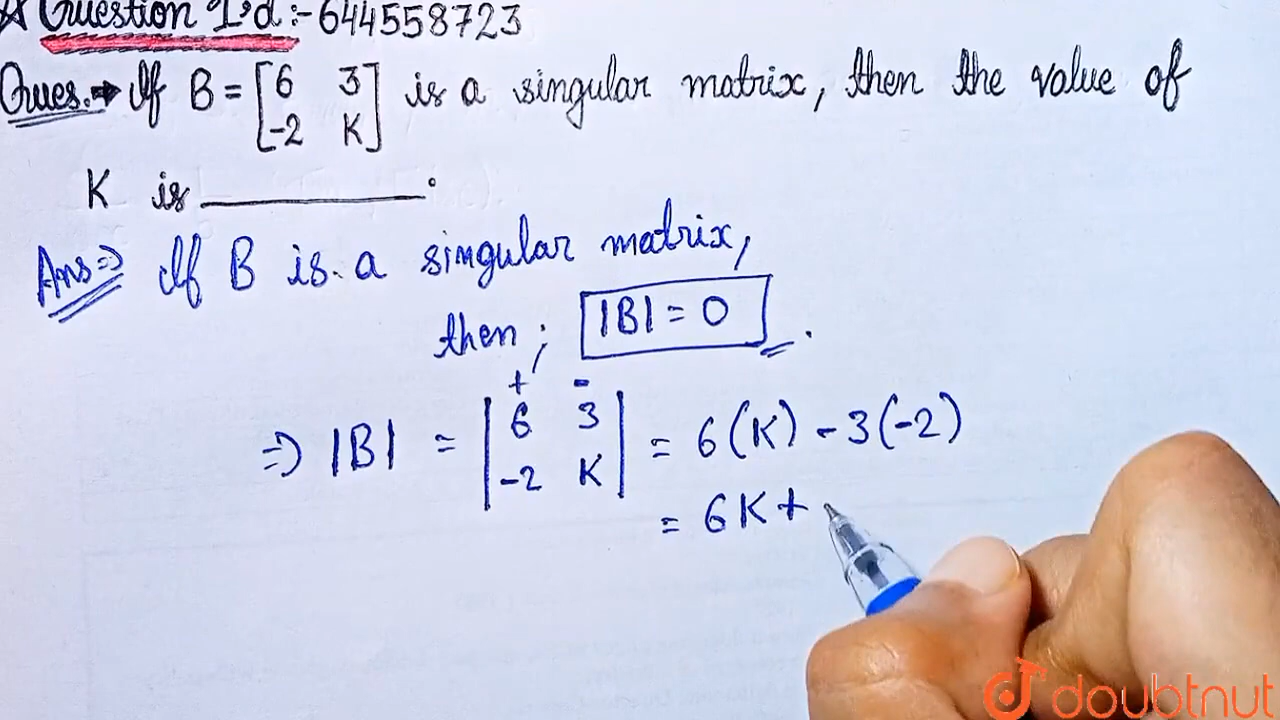 ☆ Question I'd :- 644558723
Ques.→ If B = [6 3] is a singular matrix, then the value of
[-2 K]
K is ________.
Ans ⇒ If B is a singular matrix,
then; |B| = 0.
+ -
⇒ |B| = |6 3| = 6(K) - 3(-2)
|-2 K|
= 6K +
doubtnut